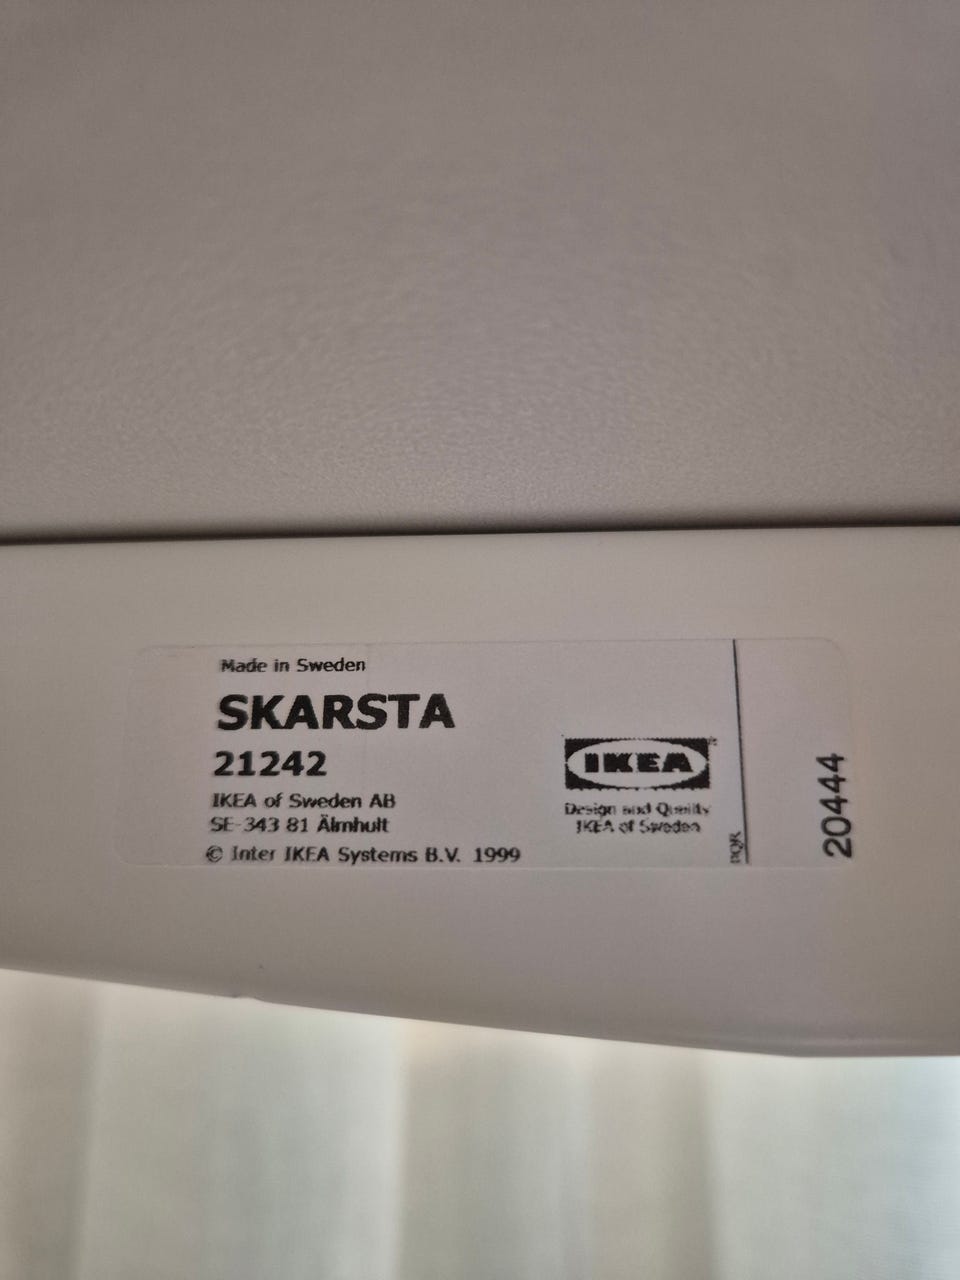 Made in Sweden
SKARSTA
21242
IKEA of Sweden AB
SE-343 81 Älmhult
© Inter IKEA Systems B.V. 1999
IKEA®
Design and Quality
IKEA of Sweden
PQR
20444